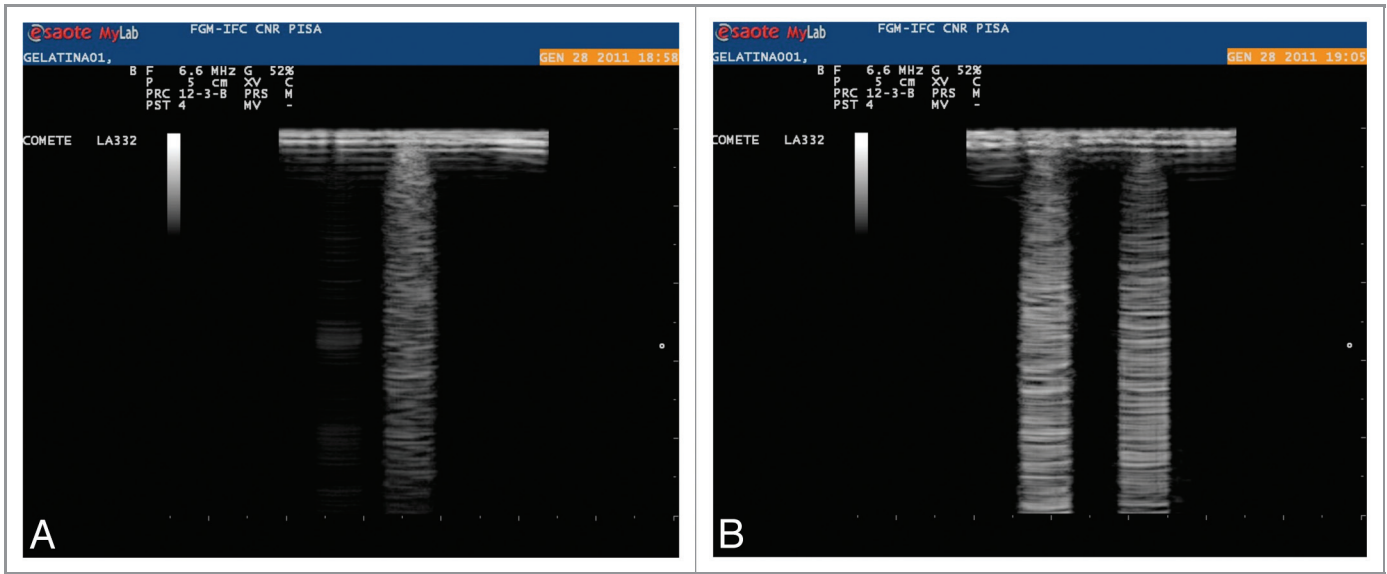 esaote MyLab FGM-IFC CNR PISA
GELATINA01, GEN 28 2011 18:58
B F 6.6 MHz G 52%
P 5 cm XV C
PRC 12-3-B PRS M
PST 4 MV -
COMETE LA332
A
esaote MyLab FGM-IFC CNR PISA
GELATINA001, GEN 28 2011 19:05
B F 6.6 MHz G 52%
P 5 cm XV C
PRC 12-3-B PRS M
PST 4 MV -
COMETE LA332
B